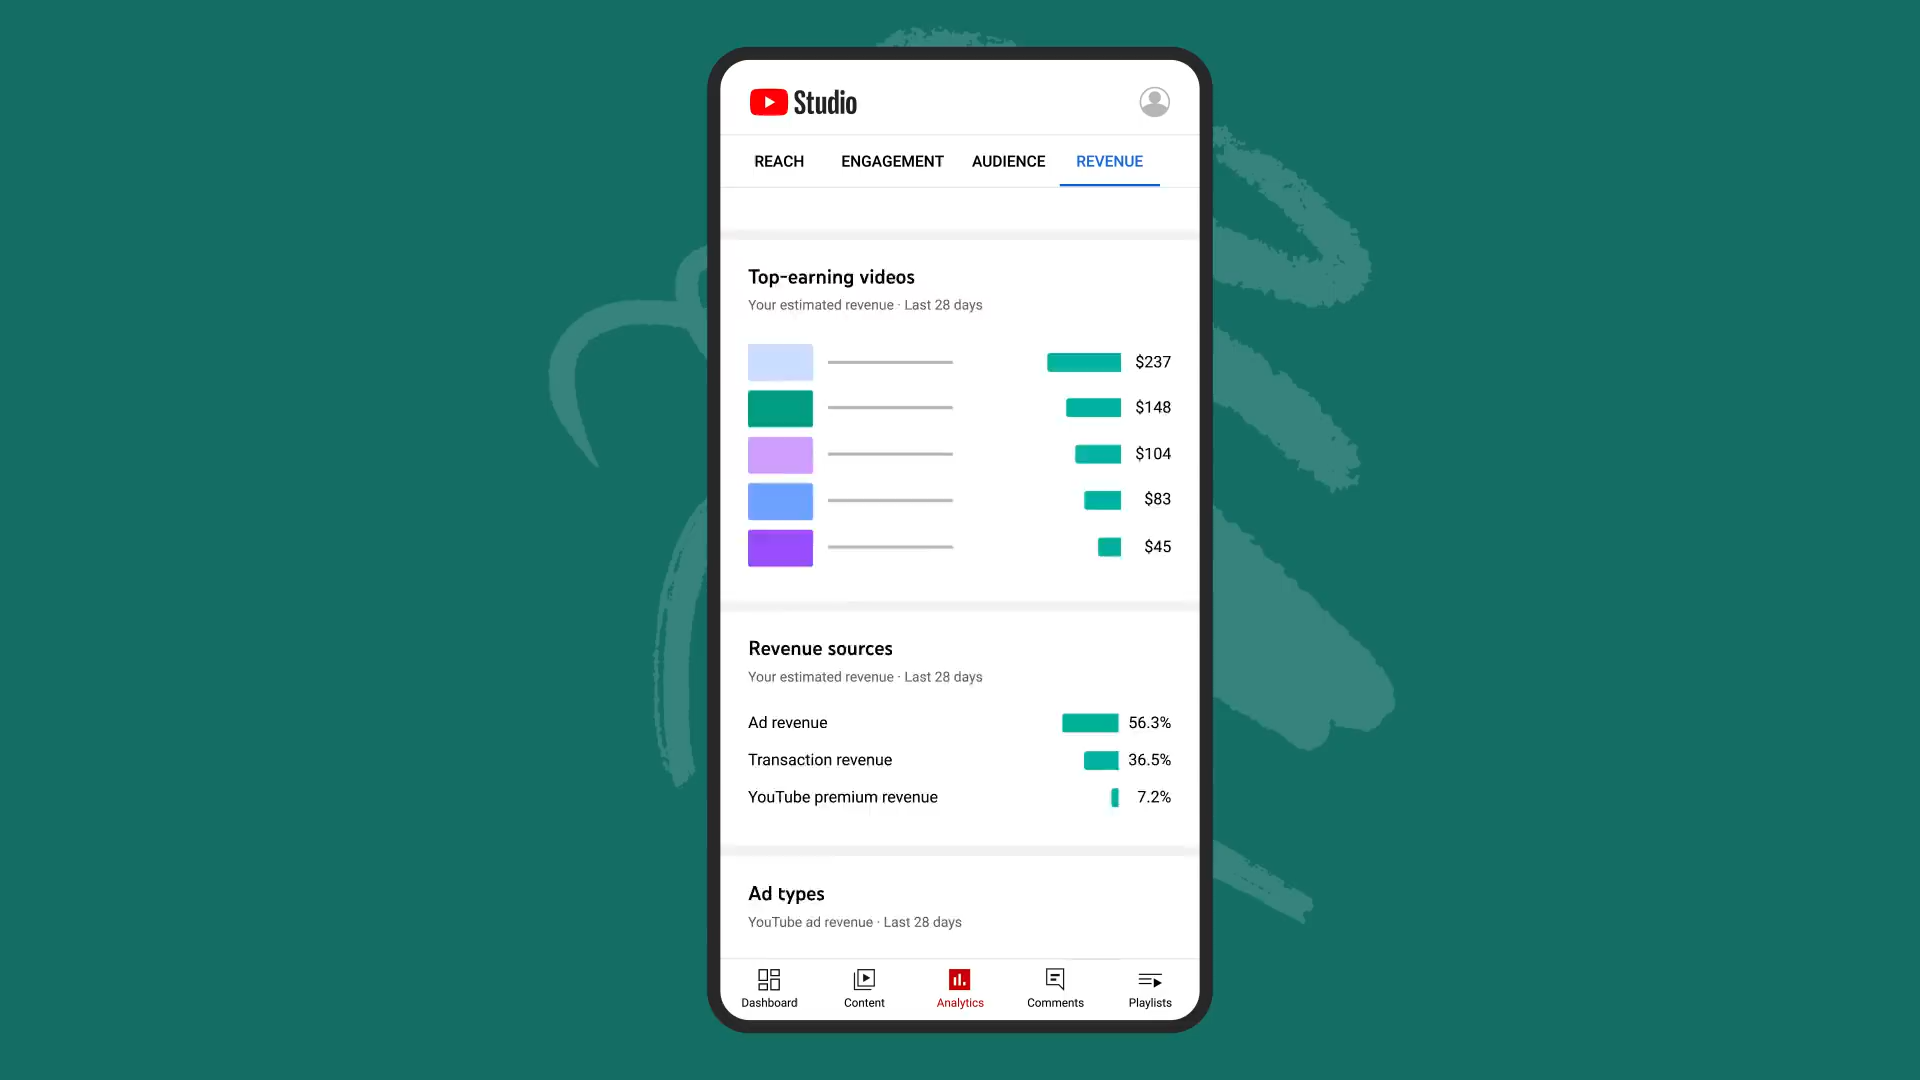 Studio
REACH ENGAGEMENT AUDIENCE REVENUE
Top-earning videos
Your estimated revenue · Last 28 days
$237
$148
$104
$83
$45
Revenue sources
Your estimated revenue · Last 28 days
Ad revenue 56.3%
Transaction revenue 36.5%
YouTube premium revenue 7.2%
Ad types
YouTube ad revenue · Last 28 days
Dashboard Content Analytics Comments Playlists